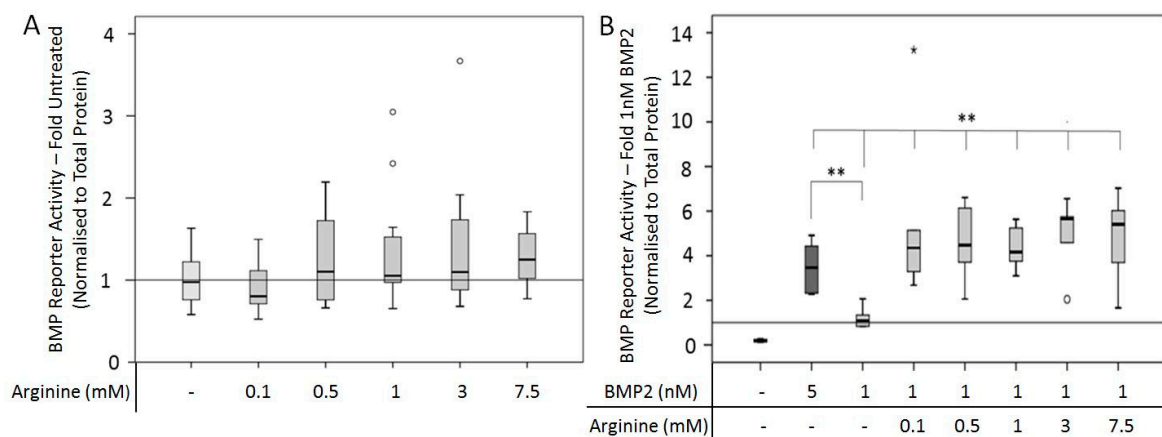 A
BMP Reporter Activity – Fold Untreated
(Normalised to Total Protein)
4
3
2
1
0
Arginine (mM) - 0.1 0.5 1 3 7.5
B
BMP Reporter Activity – Fold 1nM BMP2
(Normalised to Total Protein)
14
12
10
8
6
4
2
0
*
**
**
BMP2 (nM) - 5 1 1 1 1 1 1
Arginine (mM) - - - 0.1 0.5 1 3 7.5